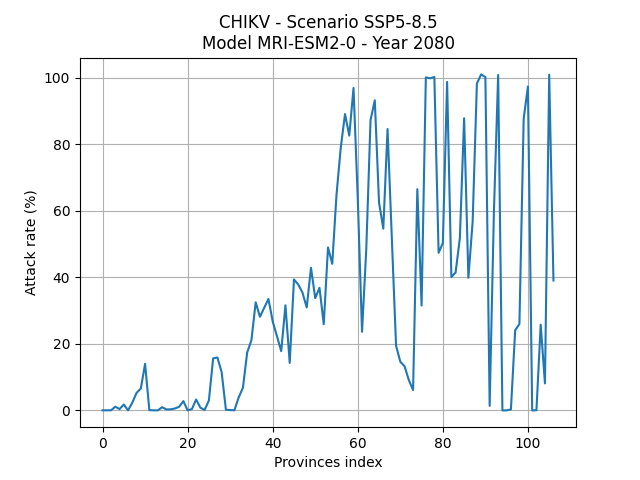 CHIKV - Scenario SSP5-8.5
Model MRI-ESM2-0 - Year 2080
Attack rate (%)
100
80
60
40
20
0
0 20 40 60 80 100
Provinces index